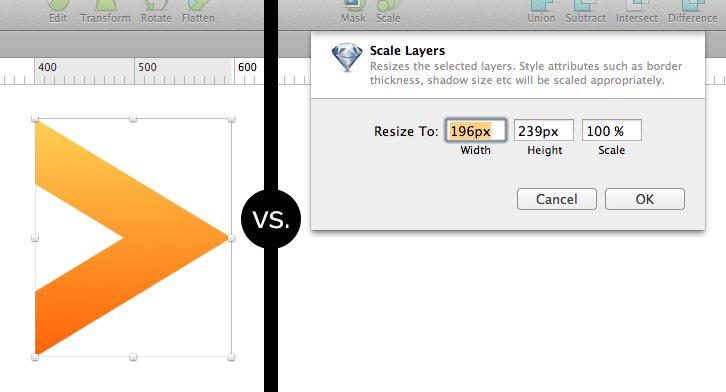 Edit Transform Rotate Flatten
400 500 600
vs.
Mask Scale Union Subtract Intersect Difference
Scale Layers
Resizes the selected layers. Style attributes such as border
thickness, shadow size etc will be scaled appropriately.
Resize To: 196px 239px 100 %
Width Height Scale
Cancel OK